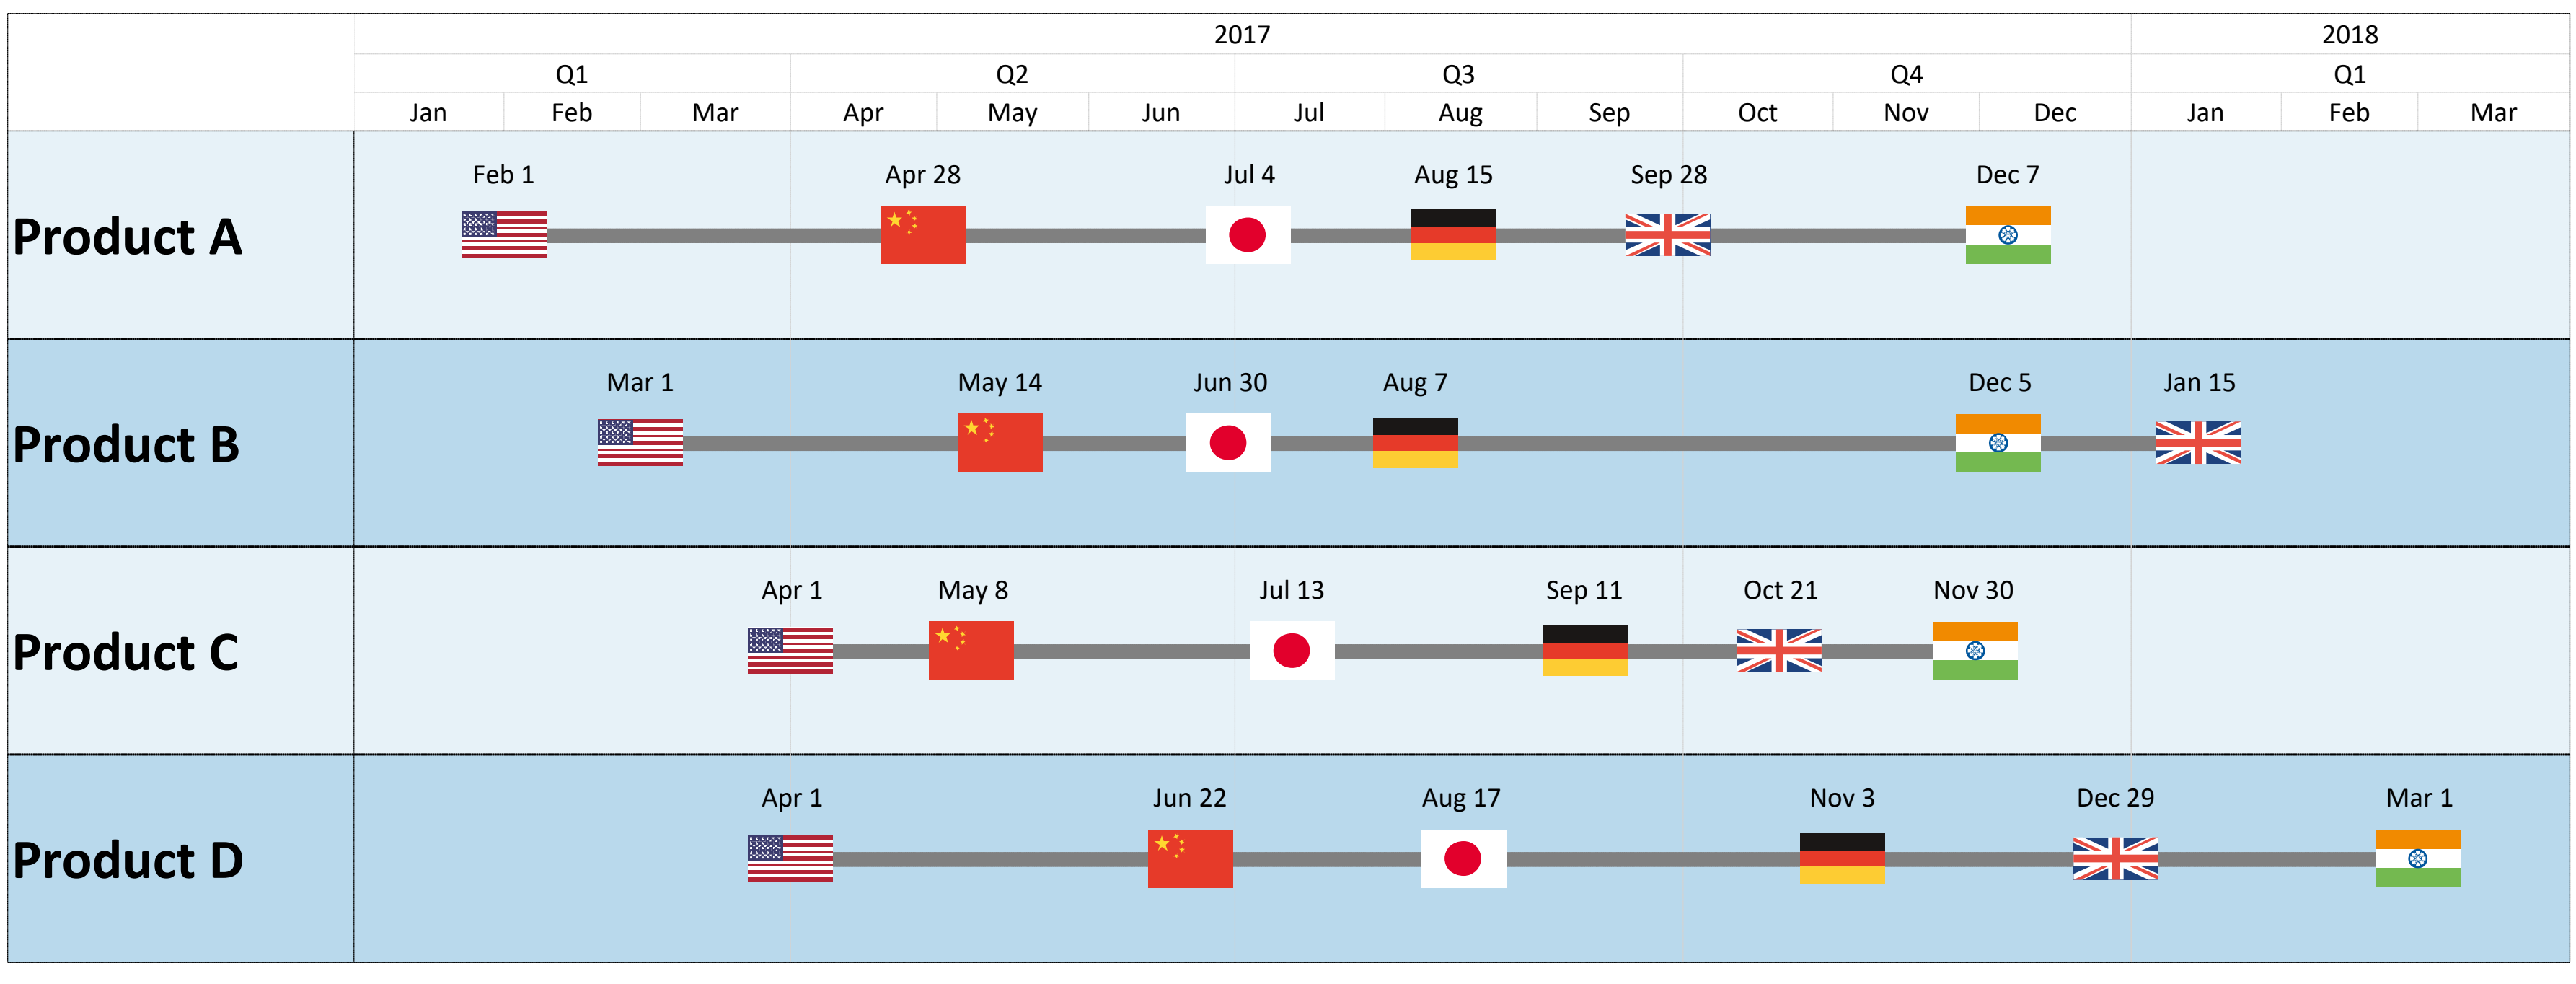 2017 2018
Q1 Q2 Q3 Q4 Q1
Jan Feb Mar Apr May Jun Jul Aug Sep Oct Nov Dec Jan Feb Mar
Feb 1 Apr 28 Jul 4 Aug 15 Sep 28 Dec 7
Product A
Mar 1 May 14 Jun 30 Aug 7 Dec 5 Jan 15
Product B
Apr 1 May 8 Jul 13 Sep 11 Oct 21 Nov 30
Product C
Apr 1 Jun 22 Aug 17 Nov 3 Dec 29 Mar 1
Product D